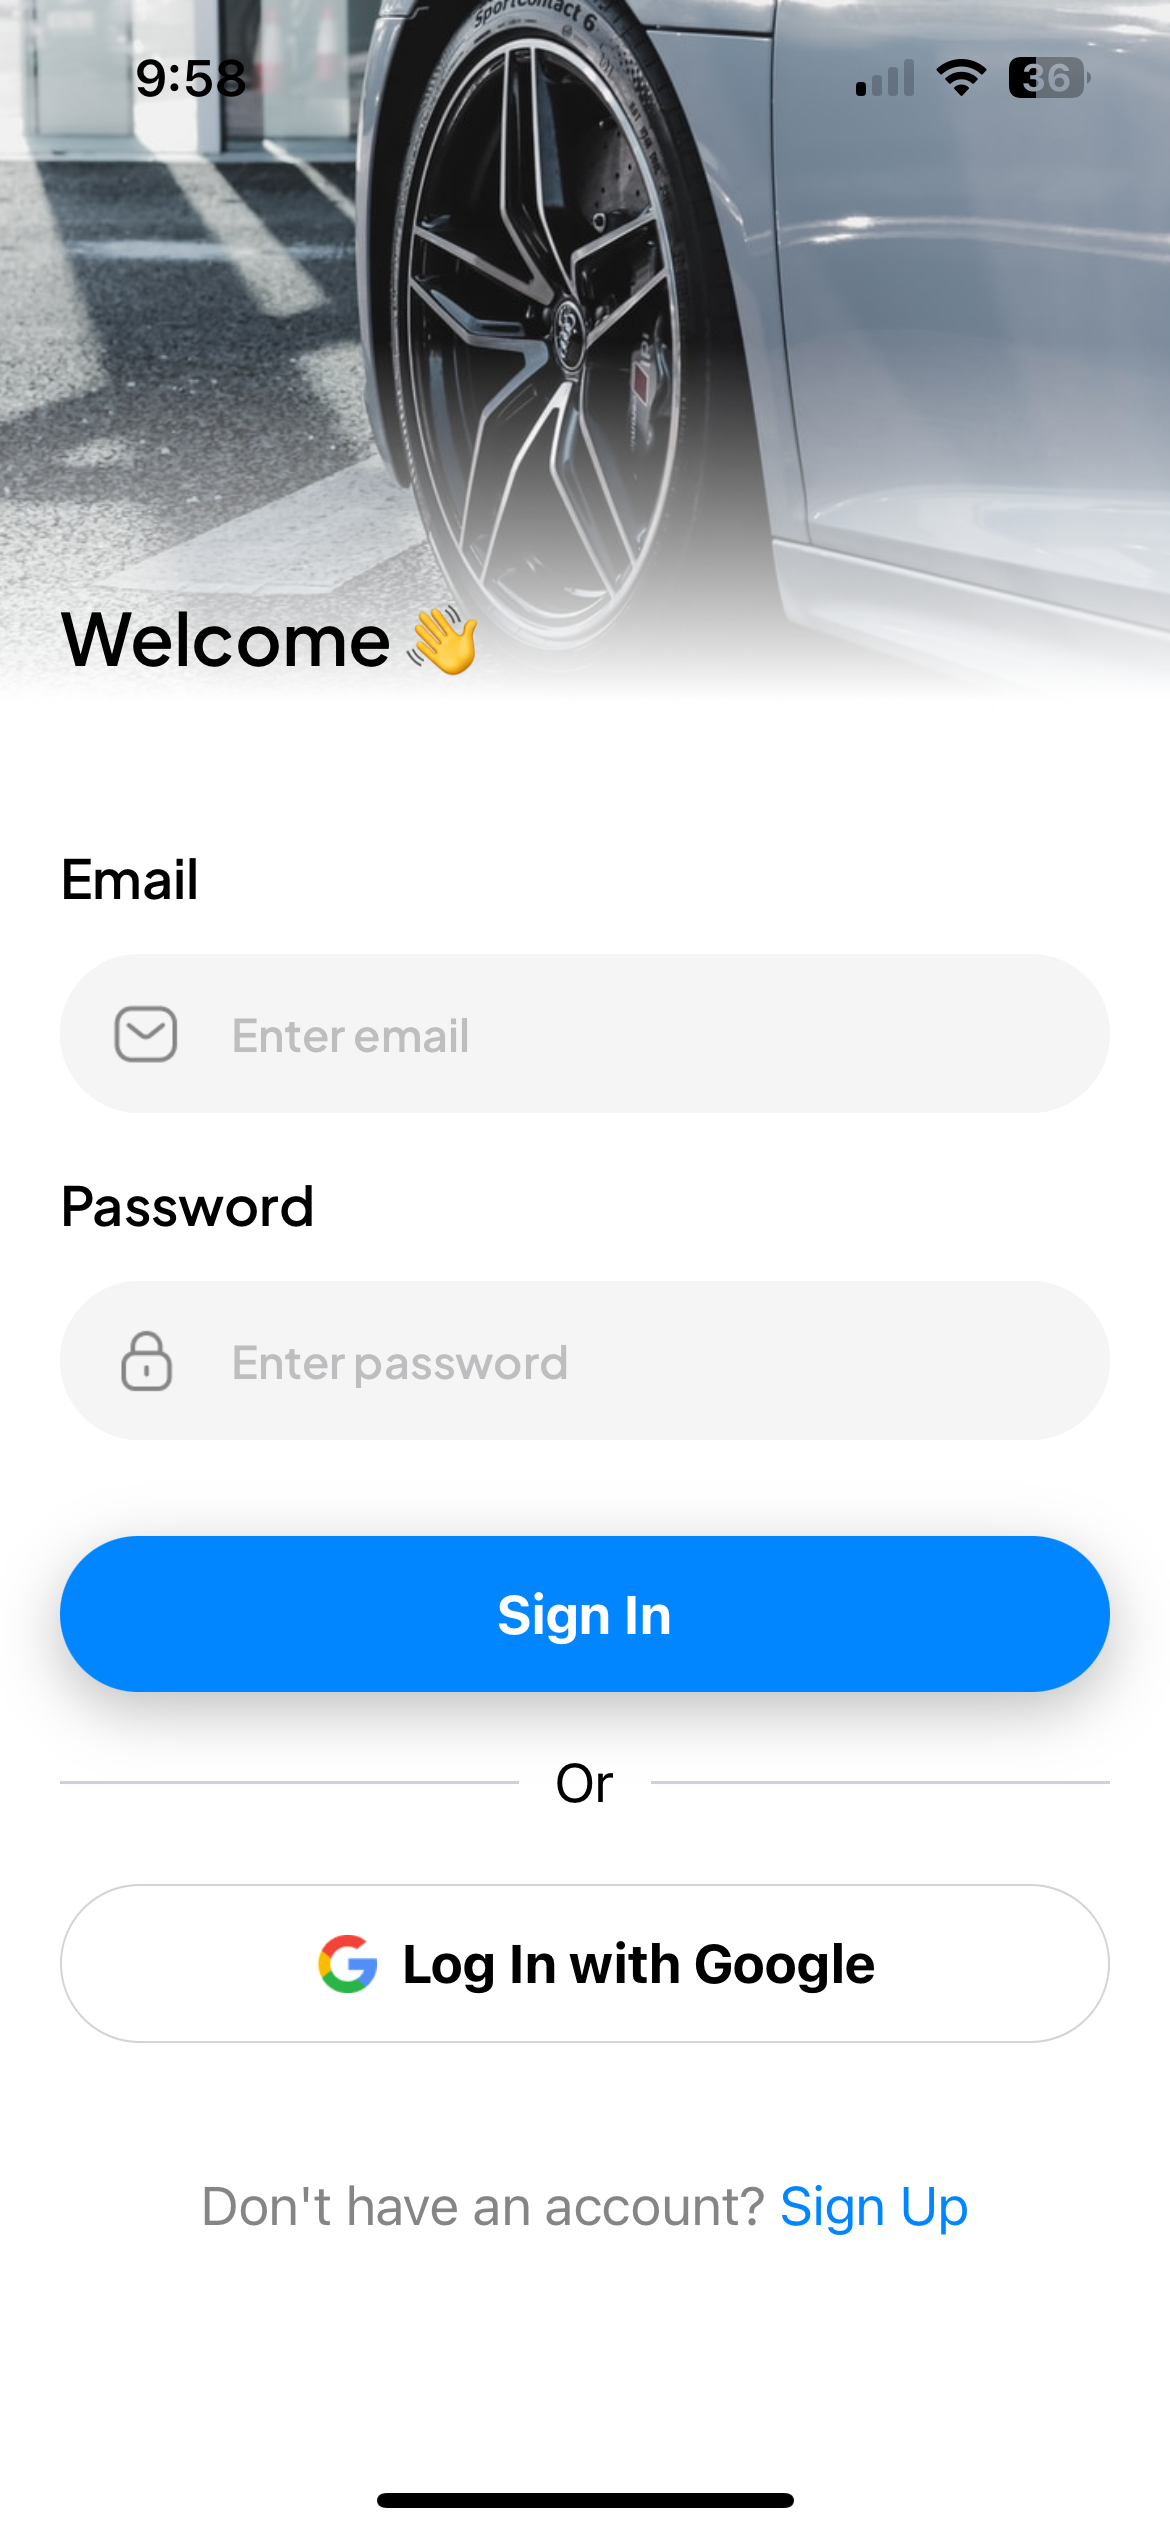 SportContact 6
9:58
36
Welcome 👋
Email
Enter email
Password
Enter password
Sign In
Or
Log In with Google
Don't have an account? Sign Up